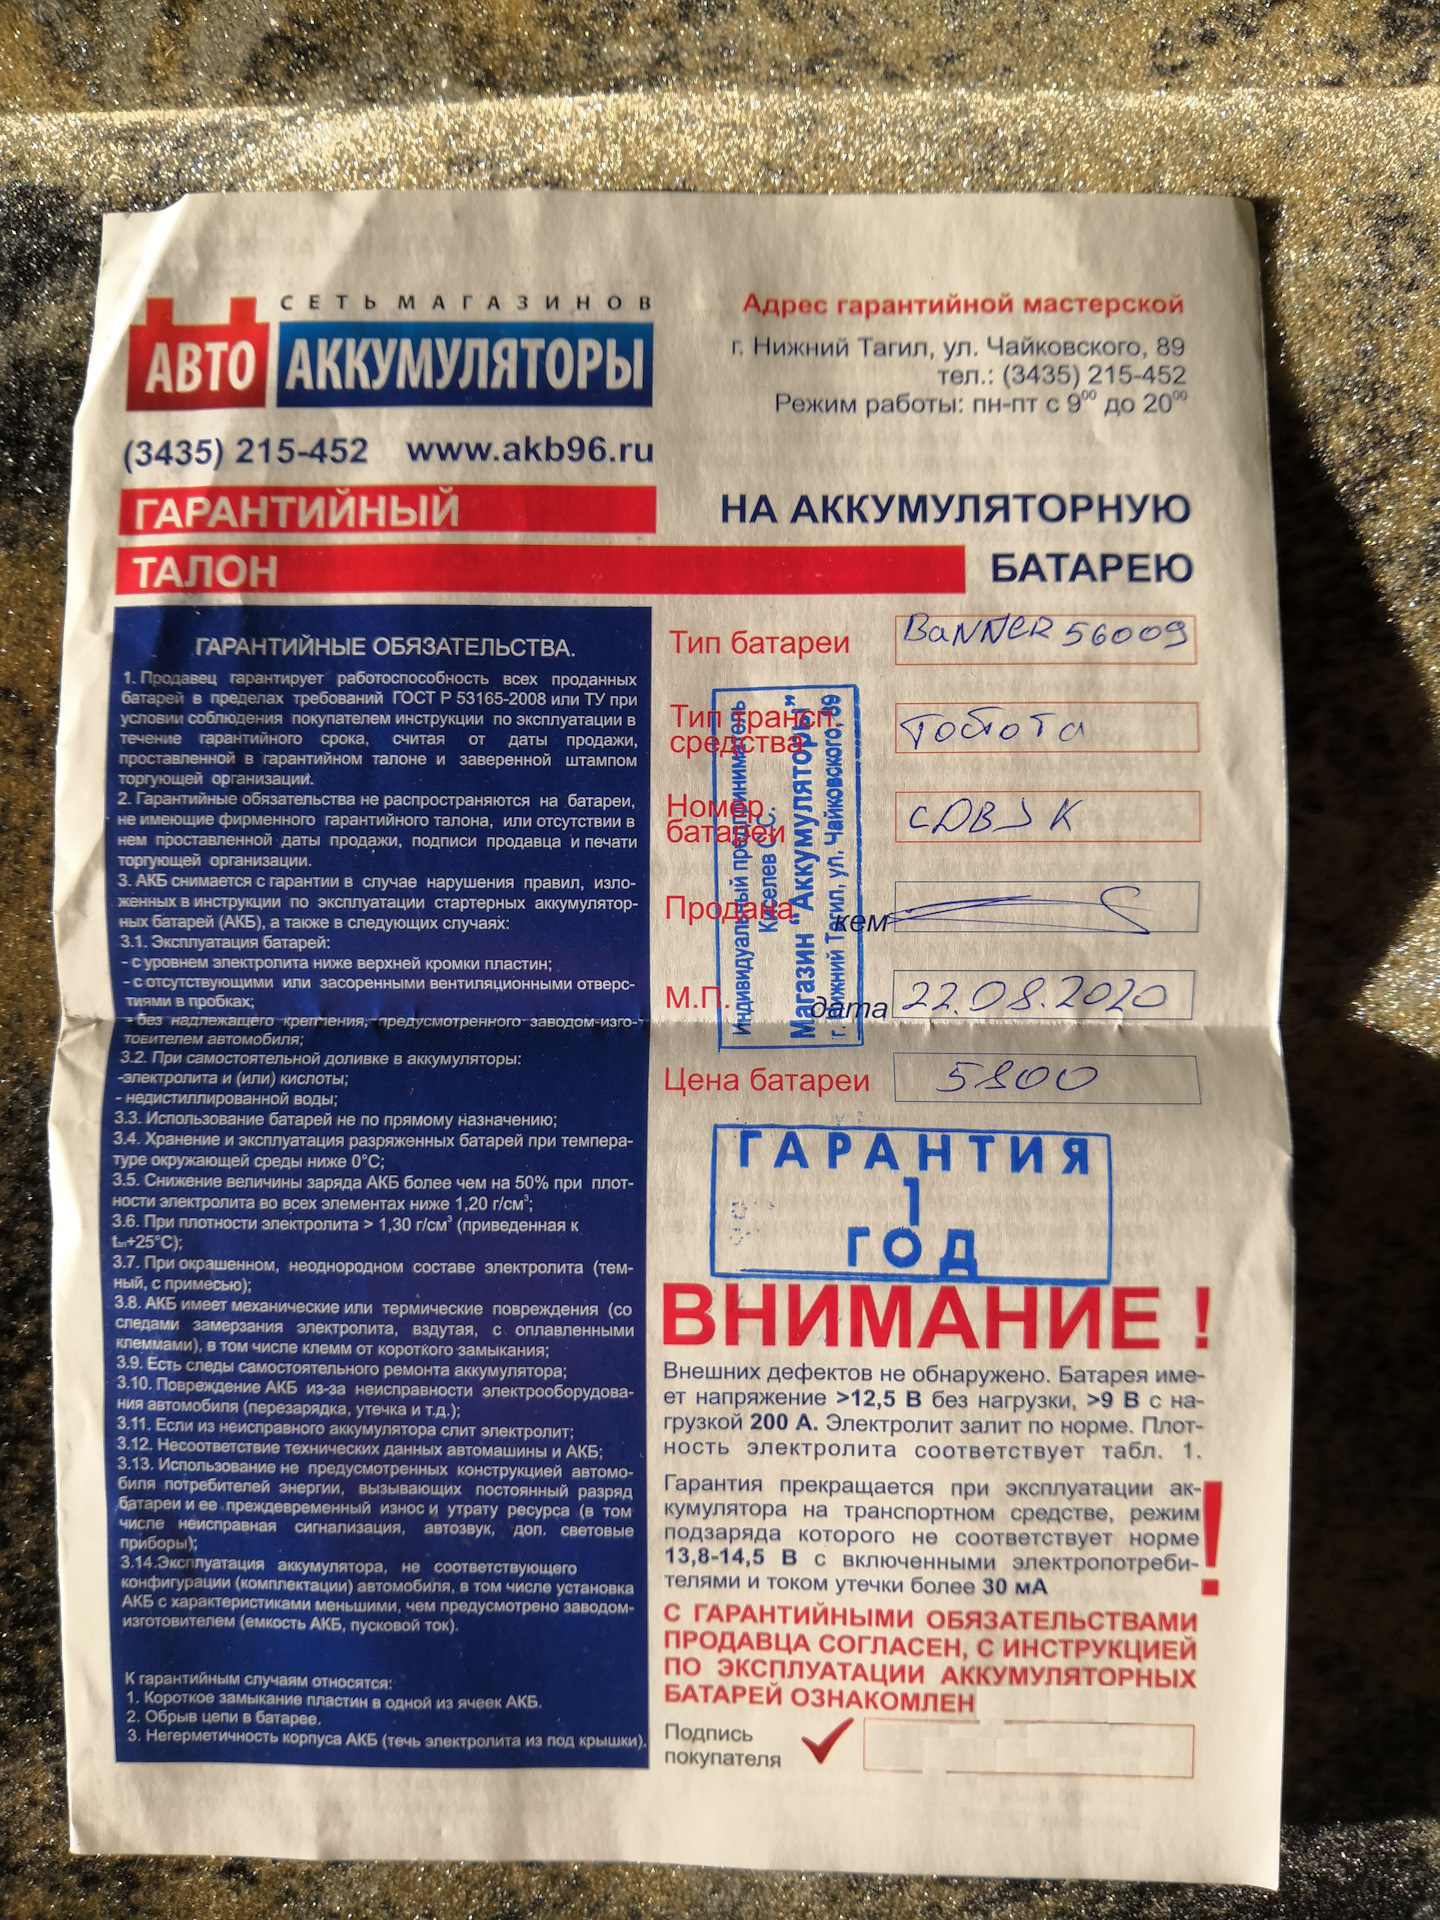 СЕТЬ МАГАЗИНОВ
АВТО АККУМУЛЯТОРЫ
(3435) 215-452 www.akb96.ru
Адрес гарантийной мастерской
г. Нижний Тагил, ул. Чайковского, 89
тел.: (3435) 215-452
Режим работы: пн-пт с 9⁰⁰ до 20⁰⁰
ГАРАНТИЙНЫЙ НА АККУМУЛЯТОРНУЮ
ТАЛОН БАТАРЕЮ
ГАРАНТИЙНЫЕ ОБЯЗАТЕЛЬСТВА.
1. Продавец гарантирует работоспособность всех проданных
батарей в пределах требований ГОСТ Р 53165-2008 или ТУ при
условии соблюдения покупателем инструкции по эксплуатации в
течение гарантийного срока, считая от даты продажи,
проставленной в гарантийном талоне и заверенной штампом
торгующей организации.
2. Гарантийные обязательства не распространяются на батареи,
не имеющие фирменного гарантийного талона, или отсутствии в
нем проставленной даты продажи, подписи продавца и печати
торгующей организации.
3. АКБ снимается с гарантии в случае нарушения правил, изло-
женных в инструкции по эксплуатации стартерных аккумулятор-
ных батарей (АКБ), а также в следующих случаях:
3.1. Эксплуатация батарей:
- с уровнем электролита ниже верхней кромки пластин;
- с отсутствующими или засоренными вентиляционными отверс-
тиями в пробках;
- без надлежащего крепления, предусмотренного заводом-изго-
товителем автомобиля;
3.2. При самостоятельной доливке в аккумуляторы:
-электролита и (или) кислоты;
- недистиллированной воды;
3.3. Использование батарей не по прямому назначению;
3.4. Хранение и эксплуатация разряженных батарей при темпера-
туре окружающей среды ниже 0°С;
3.5. Снижение величины заряда АКБ более чем на 50% при плот-
ности электролита во всех элементах ниже 1,20 г/см³;
3.6. При плотности электролита > 1,30 г/см³ (приведенная к
+25°С);
3.7. При окрашенном, неоднородном составе электролита (тем-
ный, с примесью);
3.8. АКБ имеет механические или термические повреждения (со
следами замерзания электролита, вздутая, с оплавленными
клеммами), в том числе клемм от короткого замыкания;
3.9. Есть следы самостоятельного ремонта аккумулятора;
3.10. Повреждение АКБ из-за неисправности электрооборудова-
ния автомобиля (перезарядка, утечка и т.д.);
3.11. Если из неисправного аккумулятора слит электролит;
3.12. Несоответствие технических данных автомашины и АКБ;
3.13. Использование не предусмотренных конструкцией автомо-
биля потребителей энергии, вызывающих постоянный разряд
батареи и ее преждевременный износ и утрату ресурса (в том
числе неисправная сигнализация, автозвук, доп. световые
приборы);
3.14.Эксплуатация аккумулятора, не соответствующего
конфигурации (комплектации) автомобиля, в том числе установка
АКБ с характеристиками меньшими, чем предусмотрено заводом-
изготовителем (емкость АКБ, пусковой ток).
К гарантийным случаям относятся:
1. Короткое замыкание пластин в одной из ячеек АКБ.
2. Обрыв цепи в батарее.
3. Негерметичность корпуса АКБ (течь электролита из под крышки).
Тип батареи BaNNeR 56009
Тип трансп.
средства Тойота
Номер
батареи
Продана кем
М.П. дата 22.08.2020
Индивидуальный предприниматель
Киселев С.С.
Магазин "Аккумуляторы"
г. Нижний Тагил, ул. Чайковского, 89
Цена батареи 5800
ГАРАНТИЯ
1
ГОД
ВНИМАНИЕ !
Внешних дефектов не обнаружено. Батарея име-
ет напряжение >12,5 В без нагрузки, >9 В с на-
грузкой 200 А. Электролит залит по норме. Плот-
ность электролита соответствует табл. 1.
Гарантия прекращается при эксплуатации ак-
кумулятора на транспортном средстве, режим
подзаряда которого не соответствует норме
13,8-14,5 В с включенными электропотреби-
телями и током утечки более 30 мА
!
С ГАРАНТИЙНЫМИ ОБЯЗАТЕЛЬСТВАМИ
ПРОДАВЦА СОГЛАСЕН, С ИНСТРУКЦИЕЙ
ПО ЭКСПЛУАТАЦИИ АККУМУЛЯТОРНЫХ
БАТАРЕЙ ОЗНАКОМЛЕН
Подпись
покупателя